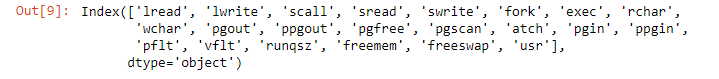 Out[9]: Index(['lread', 'lwrite', 'scall', 'sread', 'swrite', 'fork', 'exec', 'rchar',
'wchar', 'pgout', 'ppgout', 'pgfree', 'pgscan', 'atch', 'pgin', 'ppgin',
'pflt', 'vflt', 'runqsz', 'freemem', 'freeswap', 'usr'],
dtype='object')